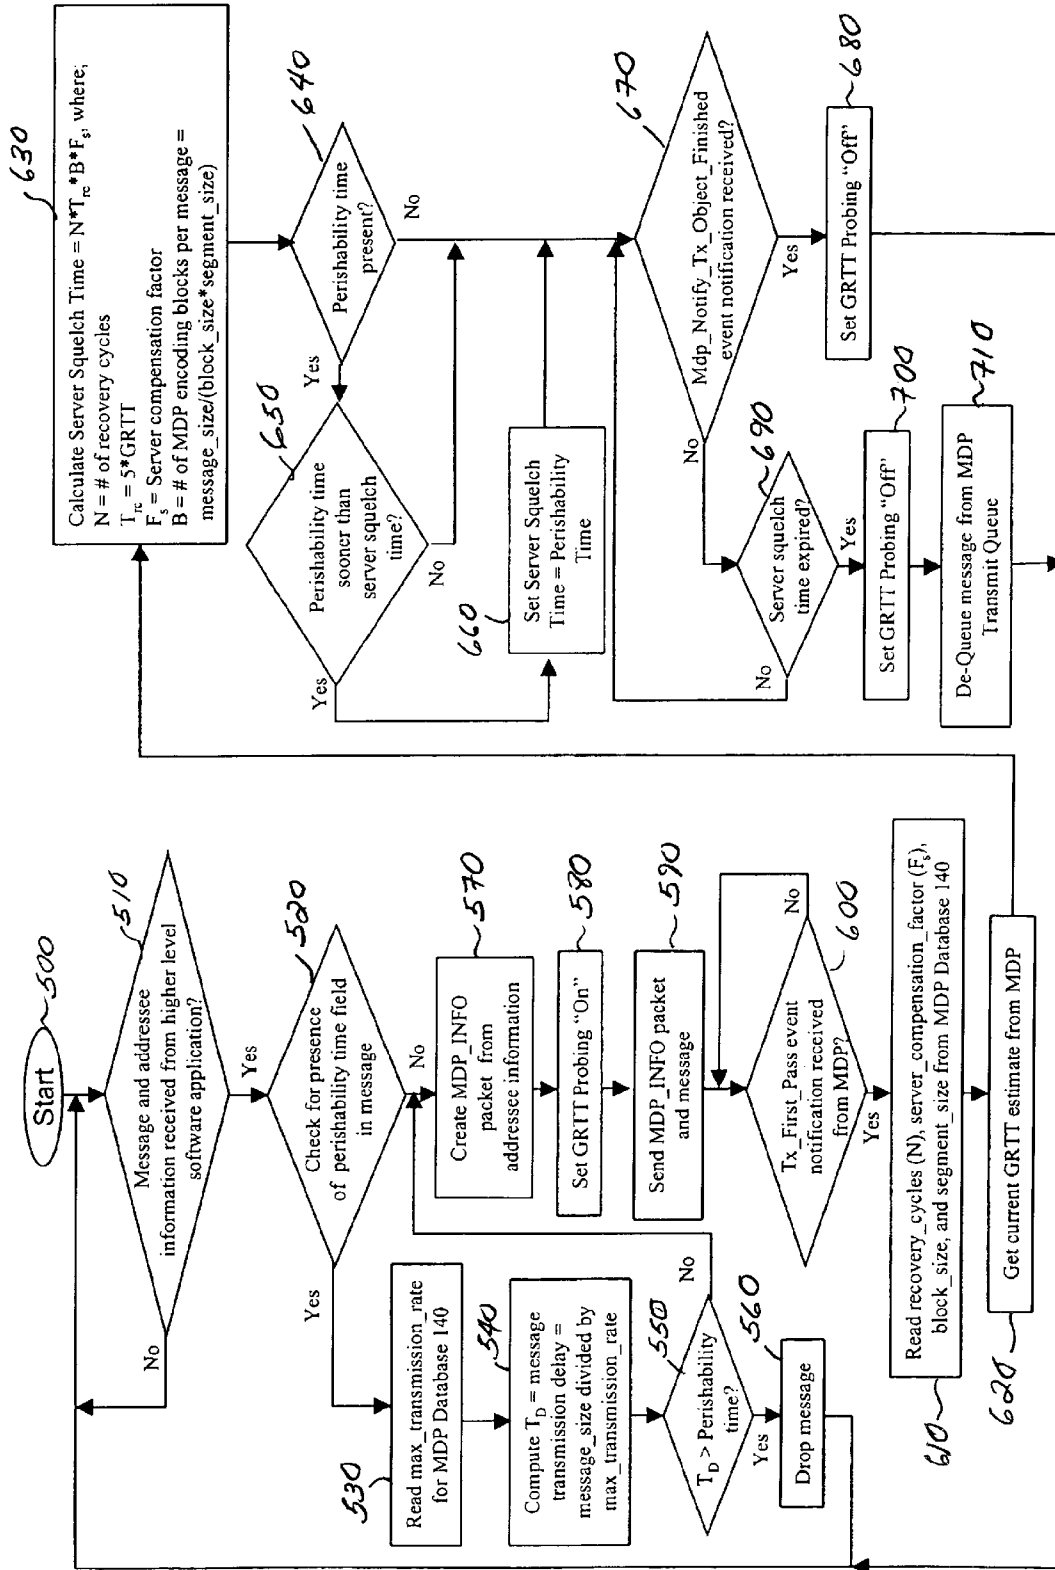 Start
500
Message and addressee
information received from higher level
software application?
510
No
Yes
Check for presence
of perishability time field
in message
520
Yes
No
Read max_transmission_rate
for MDP Database 140
530
Compute T_D = message
transmission delay =
message_size divided by
max_transmission_rate
540
T_D > Perishability
time?
550
No
Yes
Drop message
560
Create MDP_INFO
packet from
addressee information
570
Set GRTT Probing "On"
580
Send MDP_INFO packet
and message
590
Tx_First_Pass event
notification received
from MDP?
600
No
Yes
Read recovery_cycles (N), server_compensation_factor (F_s),
block_size, and segment_size from MDP Database 140
610
Get current GRTT estimate from MDP
620
Calculate Server Squelch Time = N*T_rc*B*F_s, where;
N = # of recovery cycles
T_rc = 5*GRTT
F_s = Server compensation factor
B = # of MDP encoding blocks per message =
message_size/(block_size*segment_size)
630
Perishability time
present?
640
Yes
No
Perishability time
sooner than
server squelch
time?
650
Yes
No
Set Server Squelch
Time = Perishability
Time
660
Mdp_Notify_Tx_Object_Finished
event notification received?
670
No
Yes
Set GRTT Probing "Off"
680
Server squelch
time expired?
690
No
Yes
Set GRTT Probing "Off"
700
De-Queue message from MDP
Transmit Queue
710